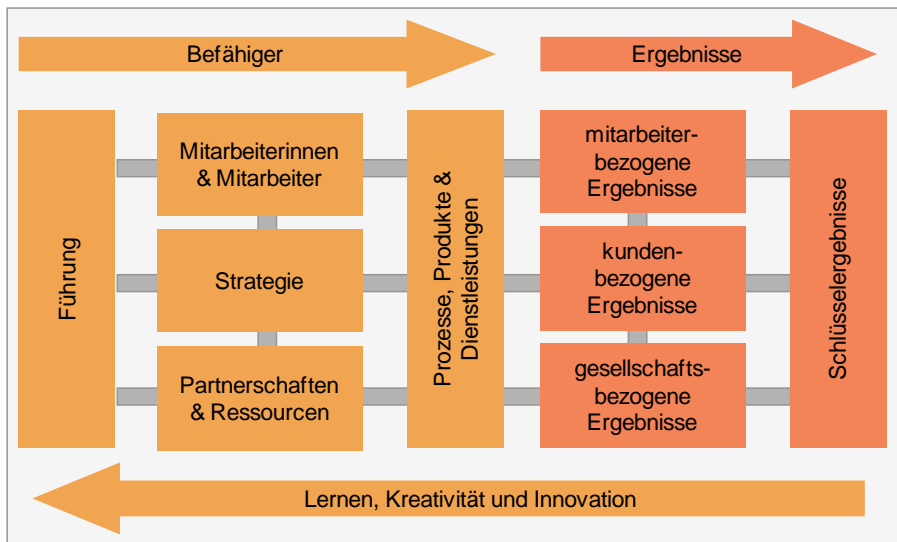 Befähiger
Ergebnisse
Führung
Mitarbeiterinnen
& Mitarbeiter
Strategie
Partnerschaften
& Ressourcen
Prozesse, Produkte &
Dienstleistungen
mitarbeiter-
bezogene
Ergebnisse
kunden-
bezogene
Ergebnisse
gesellschafts-
bezogene
Ergebnisse
Schlüsselergebnisse
Lernen, Kreativität und Innovation